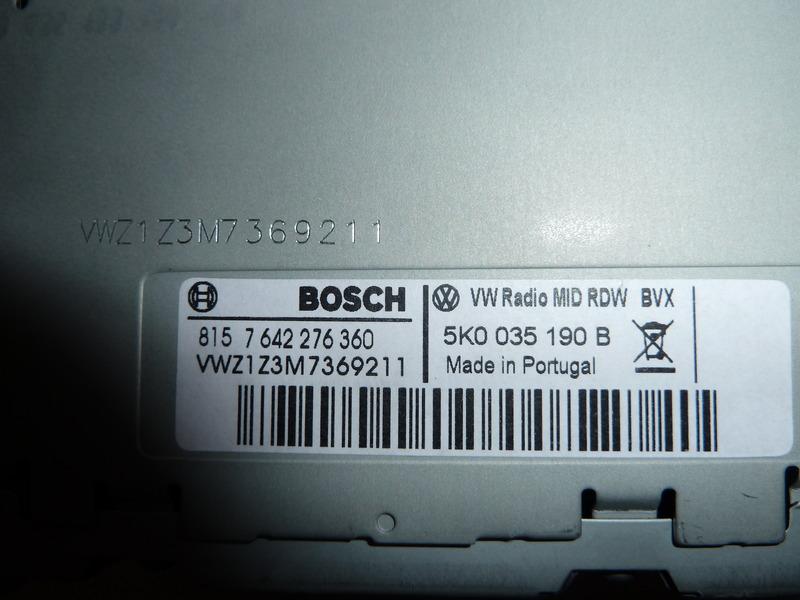 VWZ1Z3M7369211
BOSCH
815 7 642 276 360
VWZ1Z3M7369211
VW Radio MID RDW BVX
5K0 035 190 B
Made in Portugal